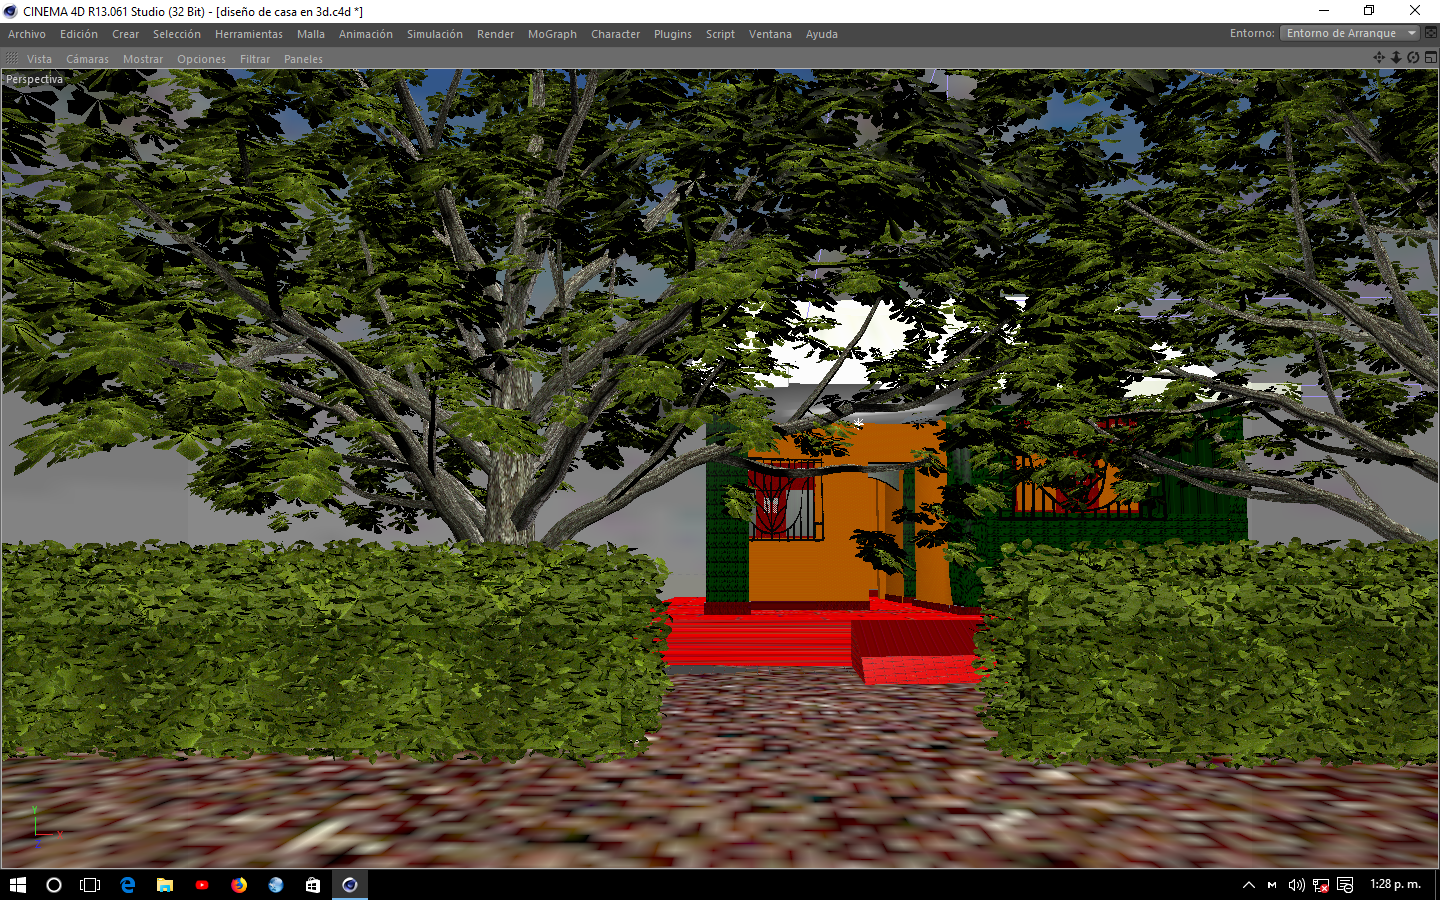 CINEMA 4D R13.061 Studio (32 Bit) - [diseño de casa en 3d.c4d *]
Archivo Edición Crear Selección Herramientas Malla Animación Simulación Render MoGraph Character Plugins Script Ventana Ayuda Entorno: Entorno de Arranque
Vista Cámaras Mostrar Opciones Filtrar Paneles
Perspectiva
Y
X
Z
1:28 p. m.